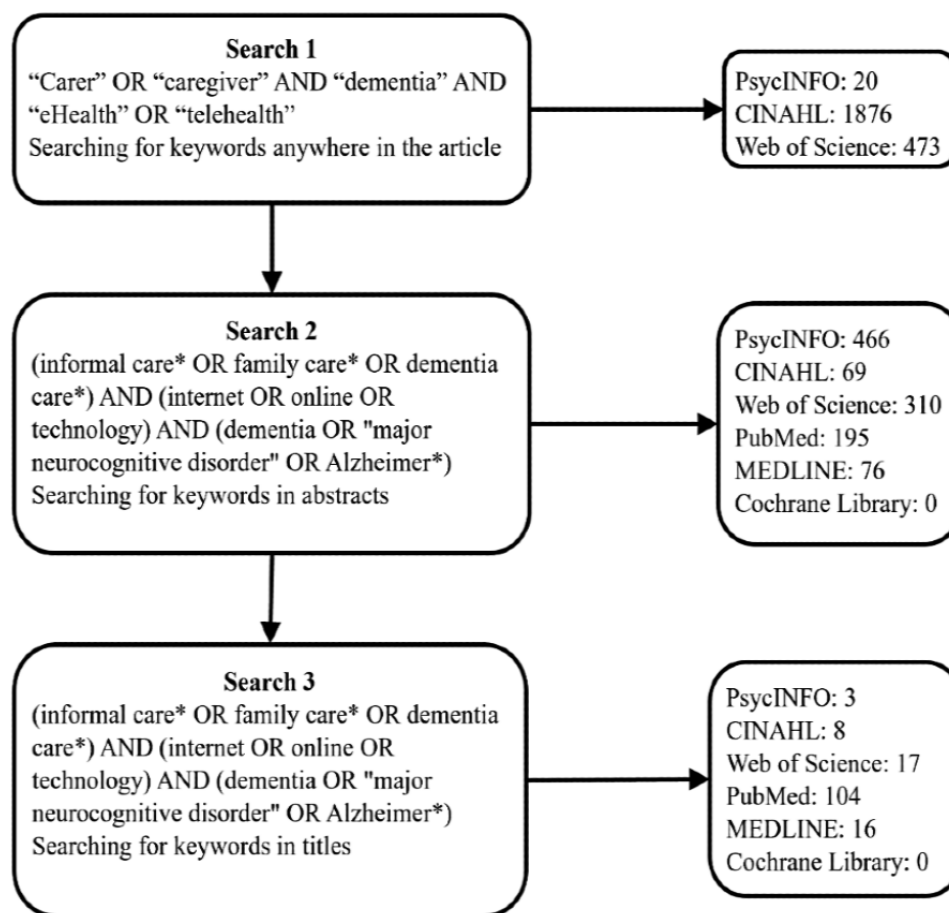 Search 1
“Carer” OR “caregiver” AND “dementia” AND
“eHealth” OR “telehealth”
Searching for keywords anywhere in the article
PsycINFO: 20
CINAHL: 1876
Web of Science: 473
Search 2
(informal care* OR family care* OR dementia
care*) AND (internet OR online OR
technology) AND (dementia OR "major
neurocognitive disorder" OR Alzheimer*)
Searching for keywords in abstracts
PsycINFO: 466
CINAHL: 69
Web of Science: 310
PubMed: 195
MEDLINE: 76
Cochrane Library: 0
Search 3
(informal care* OR family care* OR dementia
care*) AND (internet OR online OR
technology) AND (dementia OR "major
neurocognitive disorder" OR Alzheimer*)
Searching for keywords in titles
PsycINFO: 3
CINAHL: 8
Web of Science: 17
PubMed: 104
MEDLINE: 16
Cochrane Library: 0